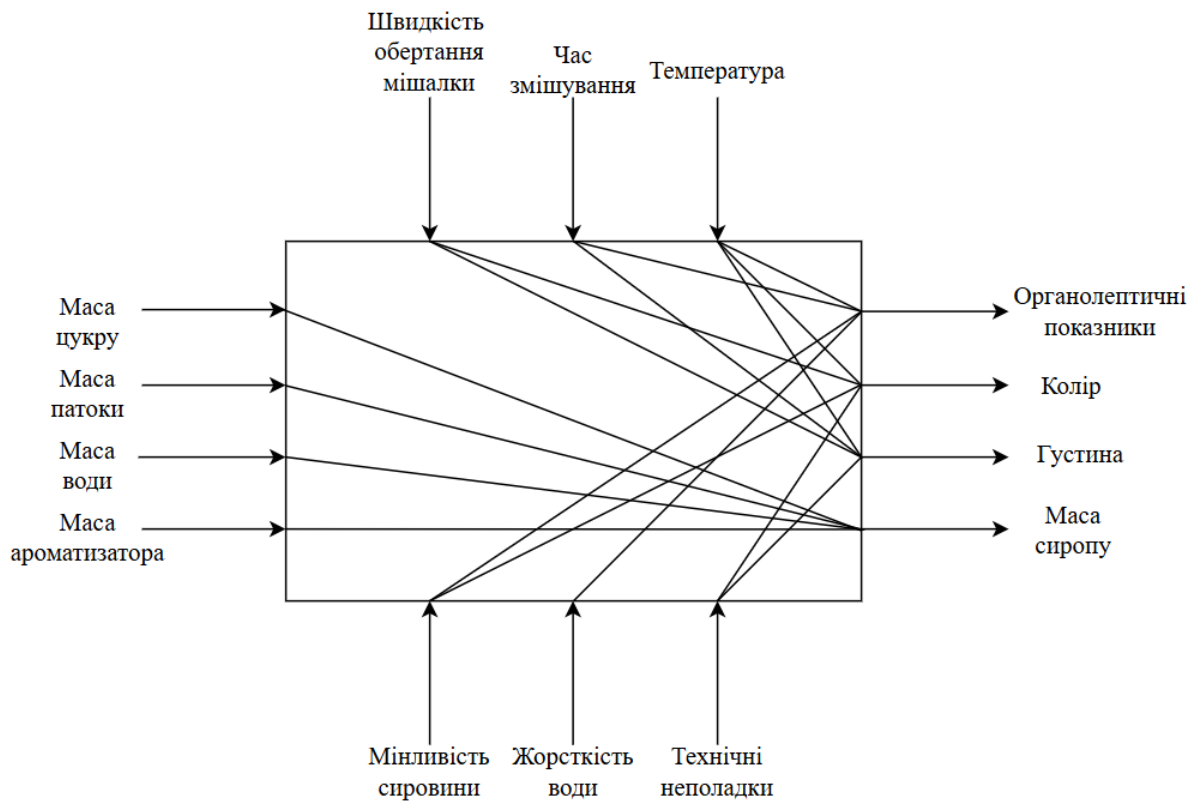 Швидкість
обертання
мішалки
Час
змішування
Температура
Маса
цукру
Маса
патоки
Маса
води
Маса
ароматизатора
Органолептичні
показники
Колір
Густина
Маса
сиропу
Мінливість
сировини
Жорсткість
води
Технічні
неполадки